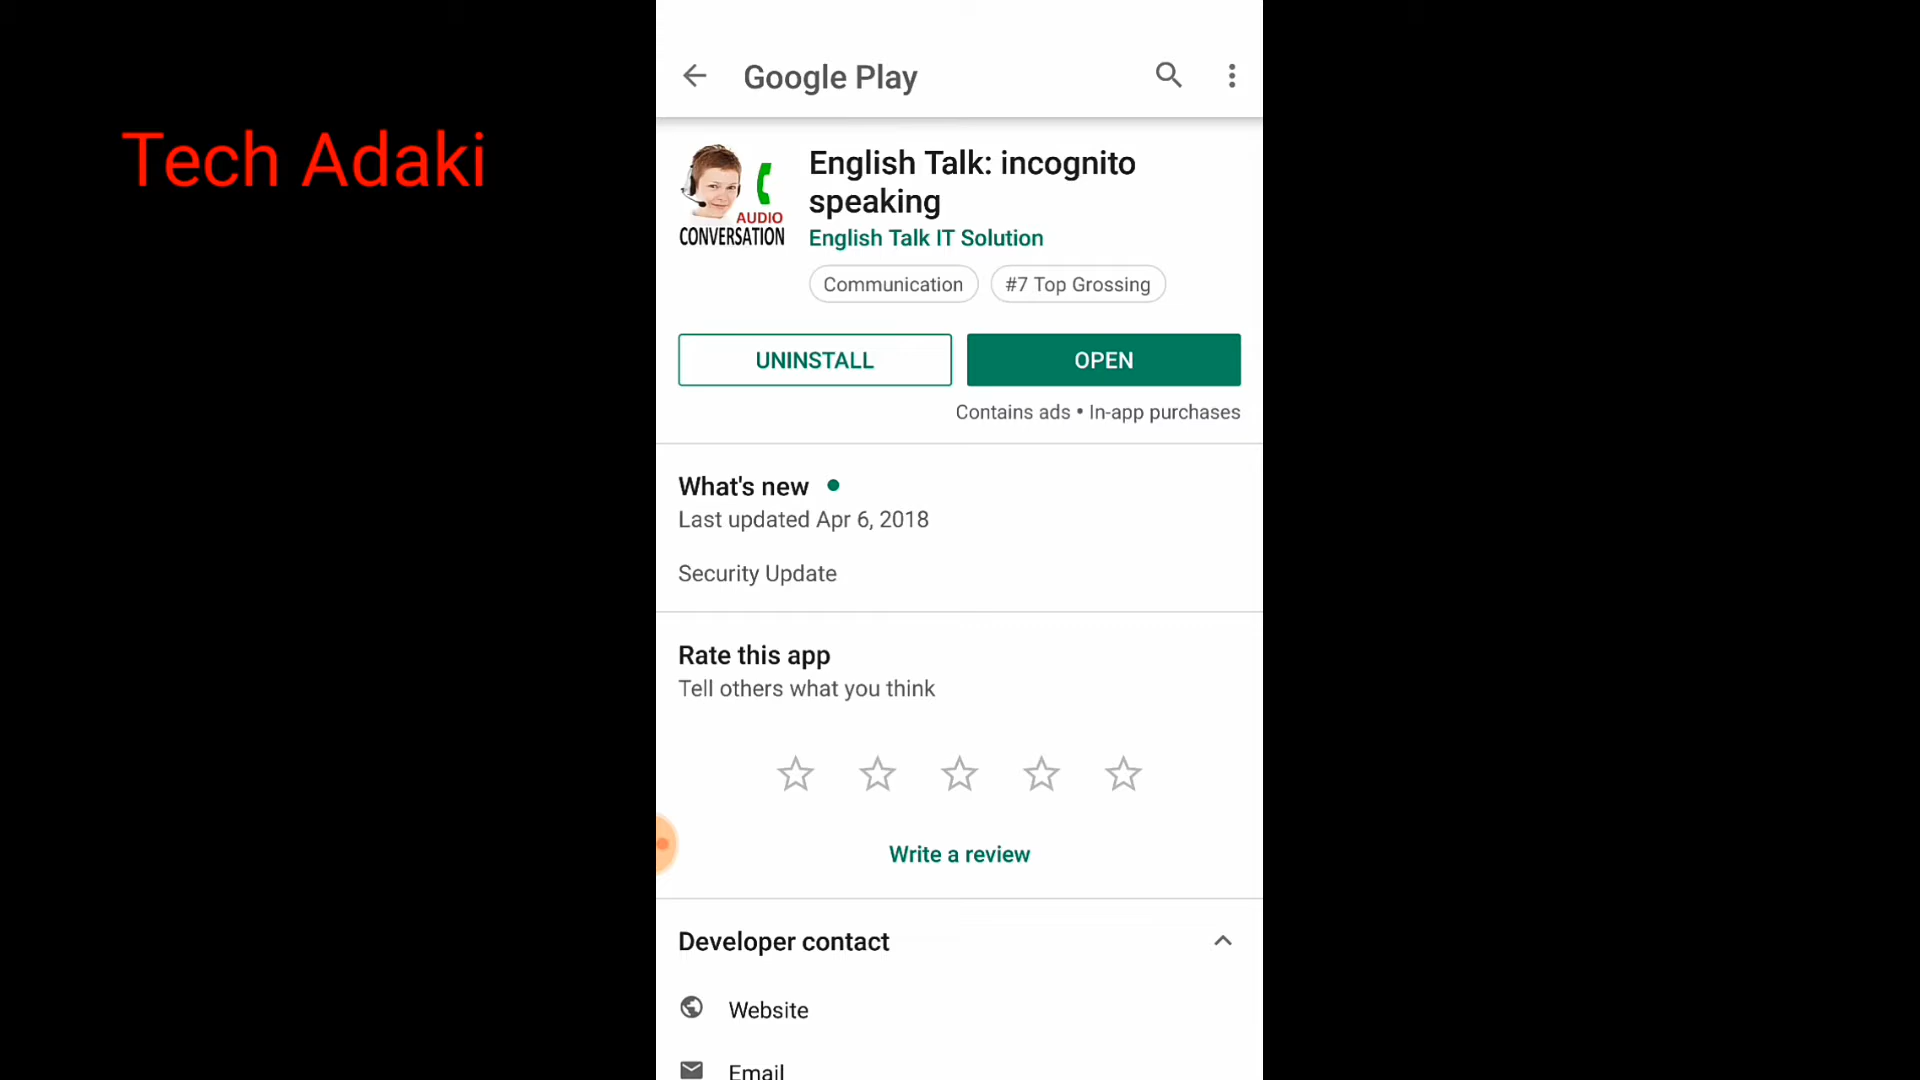 Tech Adaki
Google Play
English Talk: incognito
speaking
English Talk IT Solution
AUDIO
CONVERSATION
Communication
#7 Top Grossing
UNINSTALL
OPEN
Contains ads • In-app purchases
What's new
Last updated Apr 6, 2018
Security Update
Rate this app
Tell others what you think
Write a review
Developer contact
Website
Email